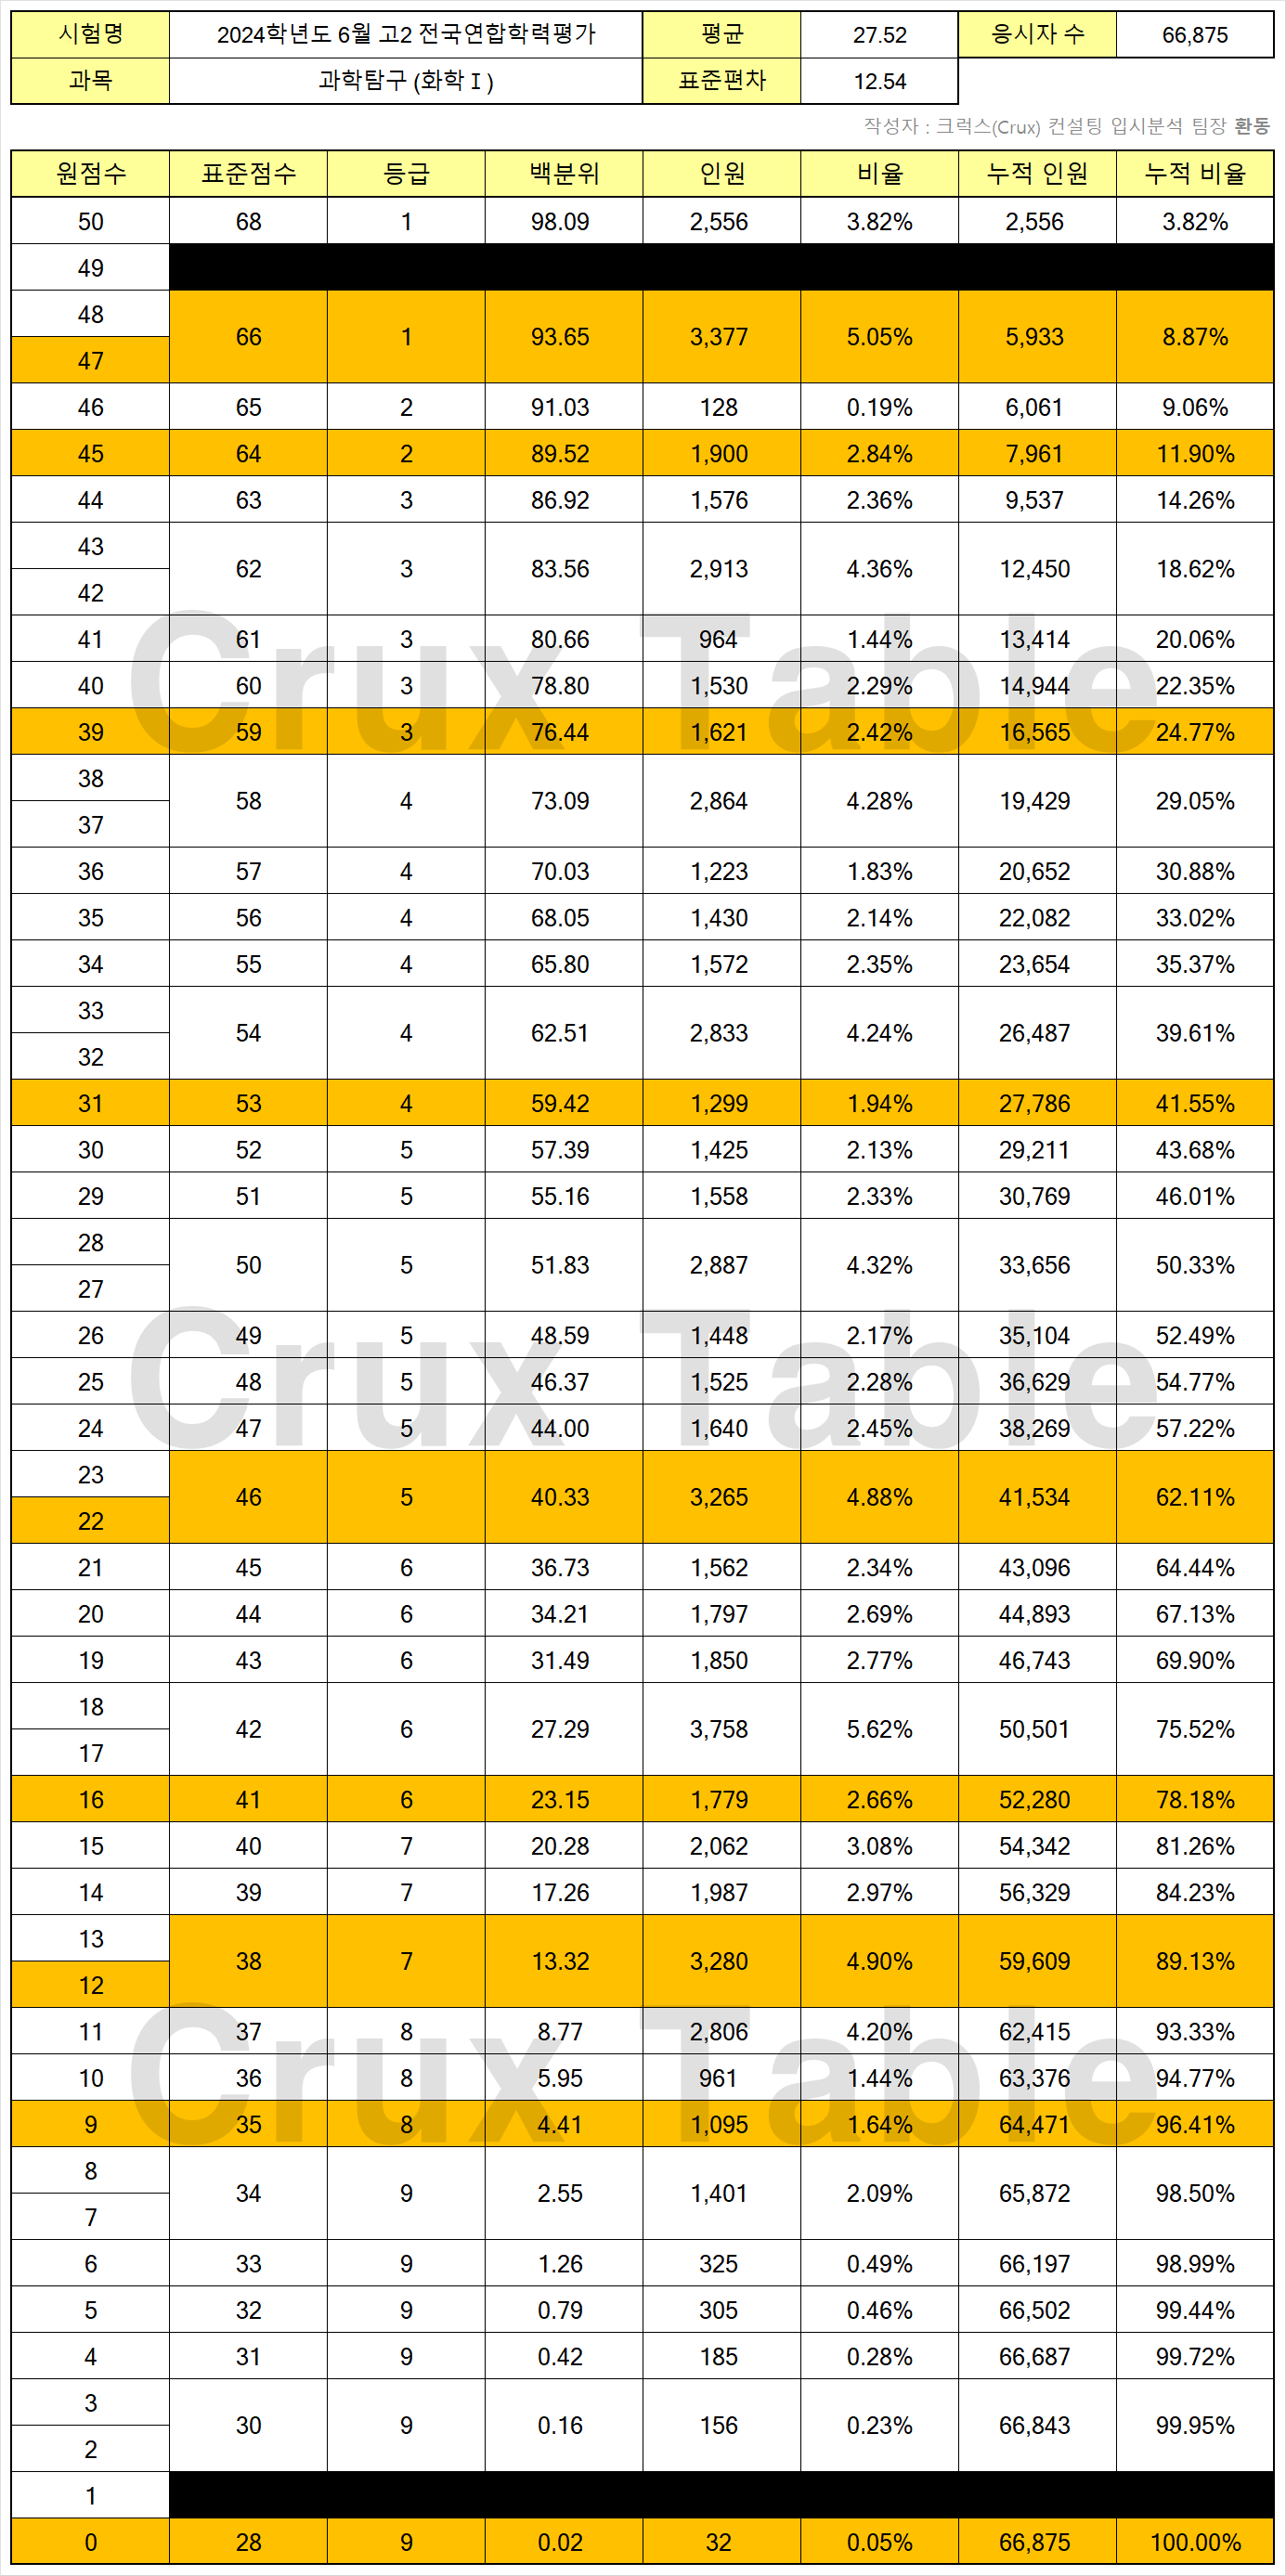 시험명 2024학년도 6월 고2 전국연합학력평가 평균 27.52 응시자 수 66,875
과목 과학탐구 (화학Ⅰ) 표준편차 12.54
작성자 : 크럭스(Crux) 컨설팅 입시분석 팀장 환동
원점수 표준점수 등급 백분위 인원 비율 누적 인원 누적 비율
50 68 1 98.09 2,556 3.82% 2,556 3.82%
49
48
66 1 93.65 3,377 5.05% 5,933 8.87%
47
46 65 2 91.03 128 0.19% 6,061 9.06%
45 64 2 89.52 1,900 2.84% 7,961 11.90%
44 63 3 86.92 1,576 2.36% 9,537 14.26%
43
62 3 83.56 2,913 4.36% 12,450 18.62%
42
41 61 3 80.66 964 1.44% 13,414 20.06%
40 60 3 78.80 1,530 2.29% 14,944 22.35%
Crux Table
39 59 3 76.44 1,621 2.42% 16,565 24.77%
38
58 4 73.09 2,864 4.28% 19,429 29.05%
37
36 57 4 70.03 1,223 1.83% 20,652 30.88%
35 56 4 68.05 1,430 2.14% 22,082 33.02%
34 55 4 65.80 1,572 2.35% 23,654 35.37%
33
54 4 62.51 2,833 4.24% 26,487 39.61%
32
31 53 4 59.42 1,299 1.94% 27,786 41.55%
30 52 5 57.39 1,425 2.13% 29,211 43.68%
29 51 5 55.16 1,558 2.33% 30,769 46.01%
28
50 5 51.83 2,887 4.32% 33,656 50.33%
27
26 49 5 48.59 1,448 2.17% 35,104 52.49%
25 48 5 46.37 1,525 2.28% 36,629 54.77%
Crux Table
24 47 5 44.00 1,640 2.45% 38,269 57.22%
23
46 5 40.33 3,265 4.88% 41,534 62.11%
22
21 45 6 36.73 1,562 2.34% 43,096 64.44%
20 44 6 34.21 1,797 2.69% 44,893 67.13%
19 43 6 31.49 1,850 2.77% 46,743 69.90%
18
42 6 27.29 3,758 5.62% 50,501 75.52%
17
16 41 6 23.15 1,779 2.66% 52,280 78.18%
15 40 7 20.28 2,062 3.08% 54,342 81.26%
14 39 7 17.26 1,987 2.97% 56,329 84.23%
13
38 7 13.32 3,280 4.90% 59,609 89.13%
12
11 37 8 8.77 2,806 4.20% 62,415 93.33%
10 36 8 5.95 961 1.44% 63,376 94.77%
Crux Table
9 35 8 4.41 1,095 1.64% 64,471 96.41%
8
34 9 2.55 1,401 2.09% 65,872 98.50%
7
6 33 9 1.26 325 0.49% 66,197 98.99%
5 32 9 0.79 305 0.46% 66,502 99.44%
4 31 9 0.42 185 0.28% 66,687 99.72%
3
30 9 0.16 156 0.23% 66,843 99.95%
2
1
0 28 9 0.02 32 0.05% 66,875 100.00%